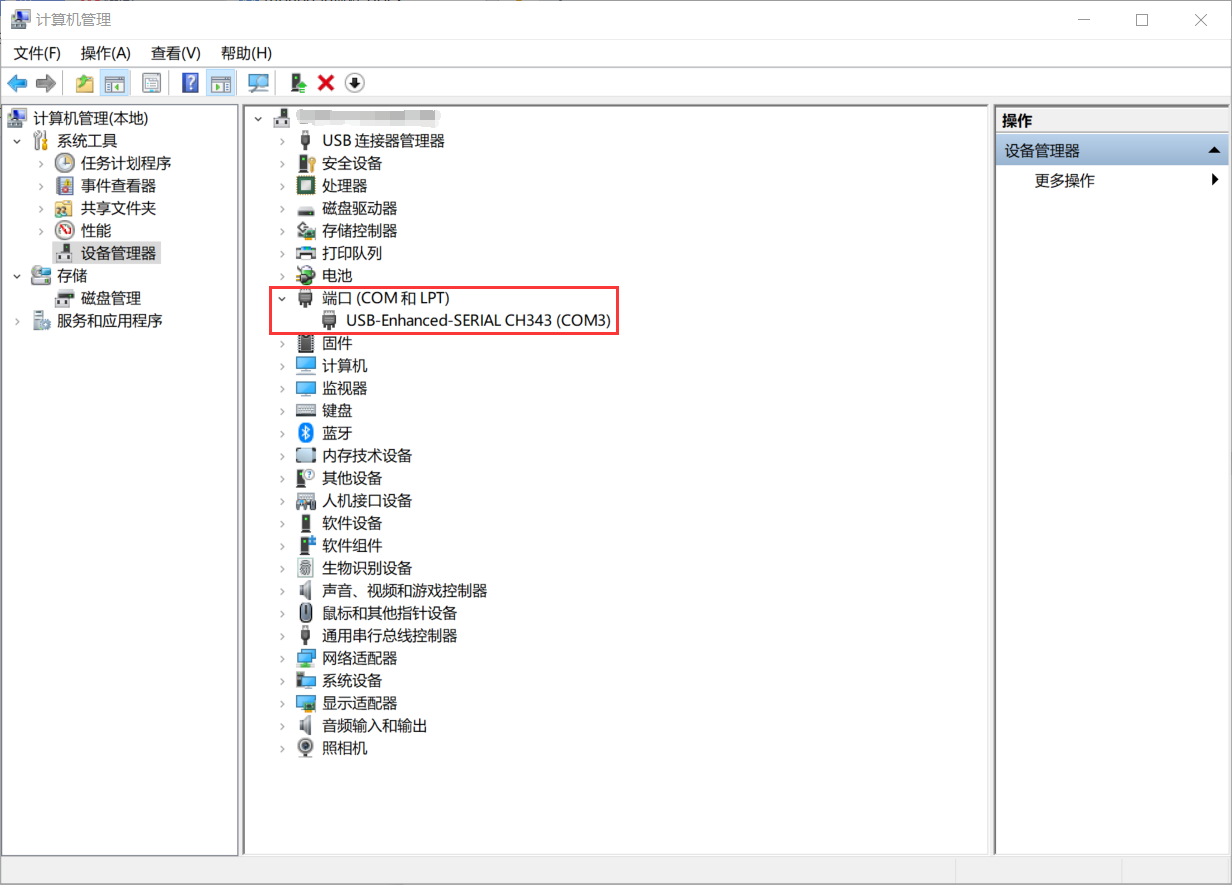 计算机管理
文件(F) 操作(A) 查看(V) 帮助(H)
计算机管理(本地)
系统工具
任务计划程序
事件查看器
共享文件夹
性能
设备管理器
存储
磁盘管理
服务和应用程序
USB 连接器管理器
安全设备
处理器
磁盘驱动器
存储控制器
打印队列
电池
端口 (COM 和 LPT)
USB-Enhanced-SERIAL CH343 (COM3)
固件
计算机
监视器
键盘
蓝牙
内存技术设备
其他设备
人机接口设备
软件设备
软件组件
生物识别设备
声音、视频和游戏控制器
鼠标和其他指针设备
通用串行总线控制器
网络适配器
系统设备
显示适配器
音频输入和输出
照相机
操作
设备管理器
更多操作